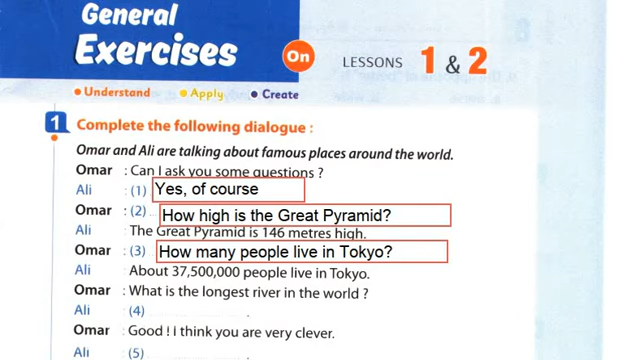 General
Exercises On LESSONS 1 & 2
Understand Apply Create
1 Complete the following dialogue :
Omar and Ali are talking about famous places around the world.
Omar : Can I ask you some questions ?
Ali : (1) Yes, of course
Omar : (2) How high is the Great Pyramid?
Ali : The Great Pyramid is 146 metres high.
Omar : (3) How many people live in Tokyo?
Ali : About 37,500,000 people live in Tokyo.
Omar : What is the longest river in the world ?
Ali : (4) .
Omar : Good ! I think you are very clever.
Ali : (5) .